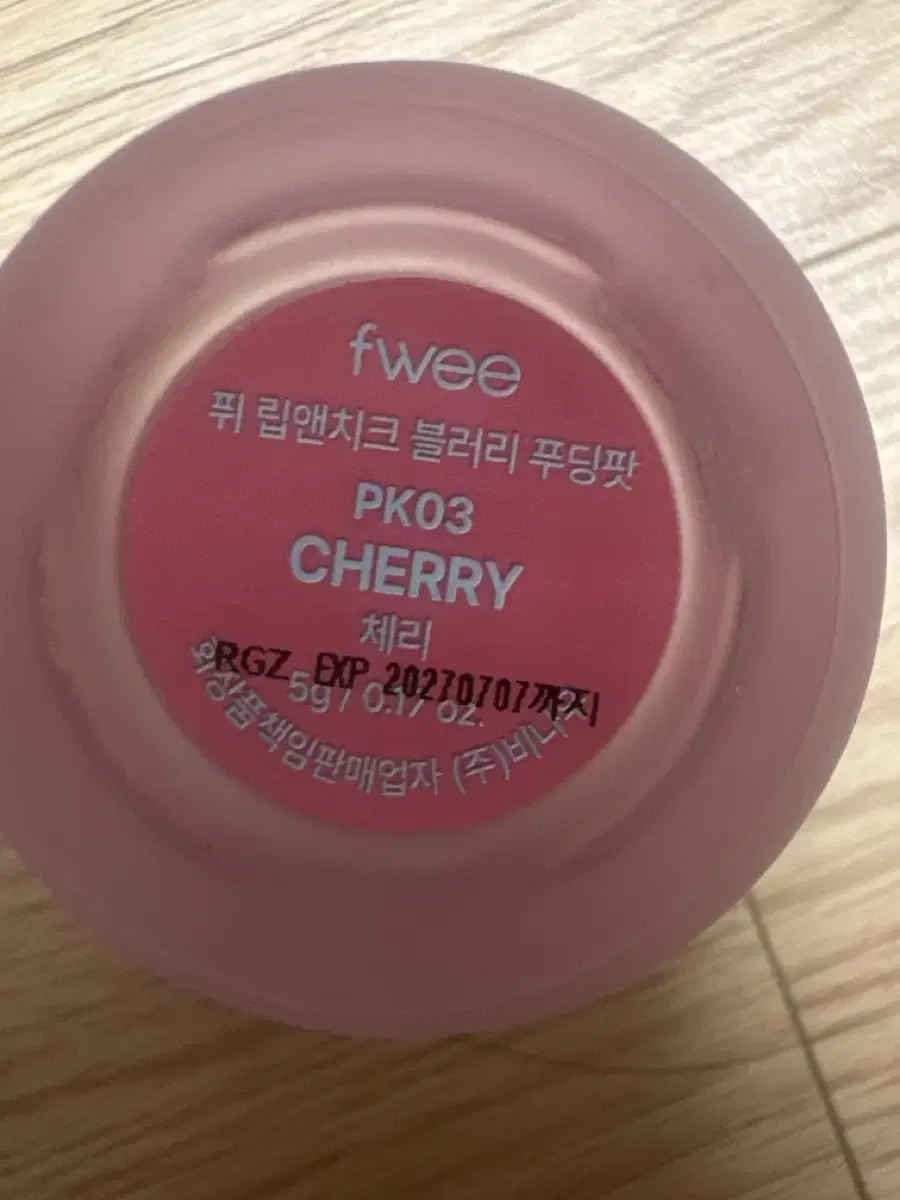 fwee
퓌 립앤치크 블러리 푸딩팟
PK03
CHERRY
체리
RGZ EXP 20270707까지
5g / 0.17 oz.
화장품책임판매업자 (주)비나우